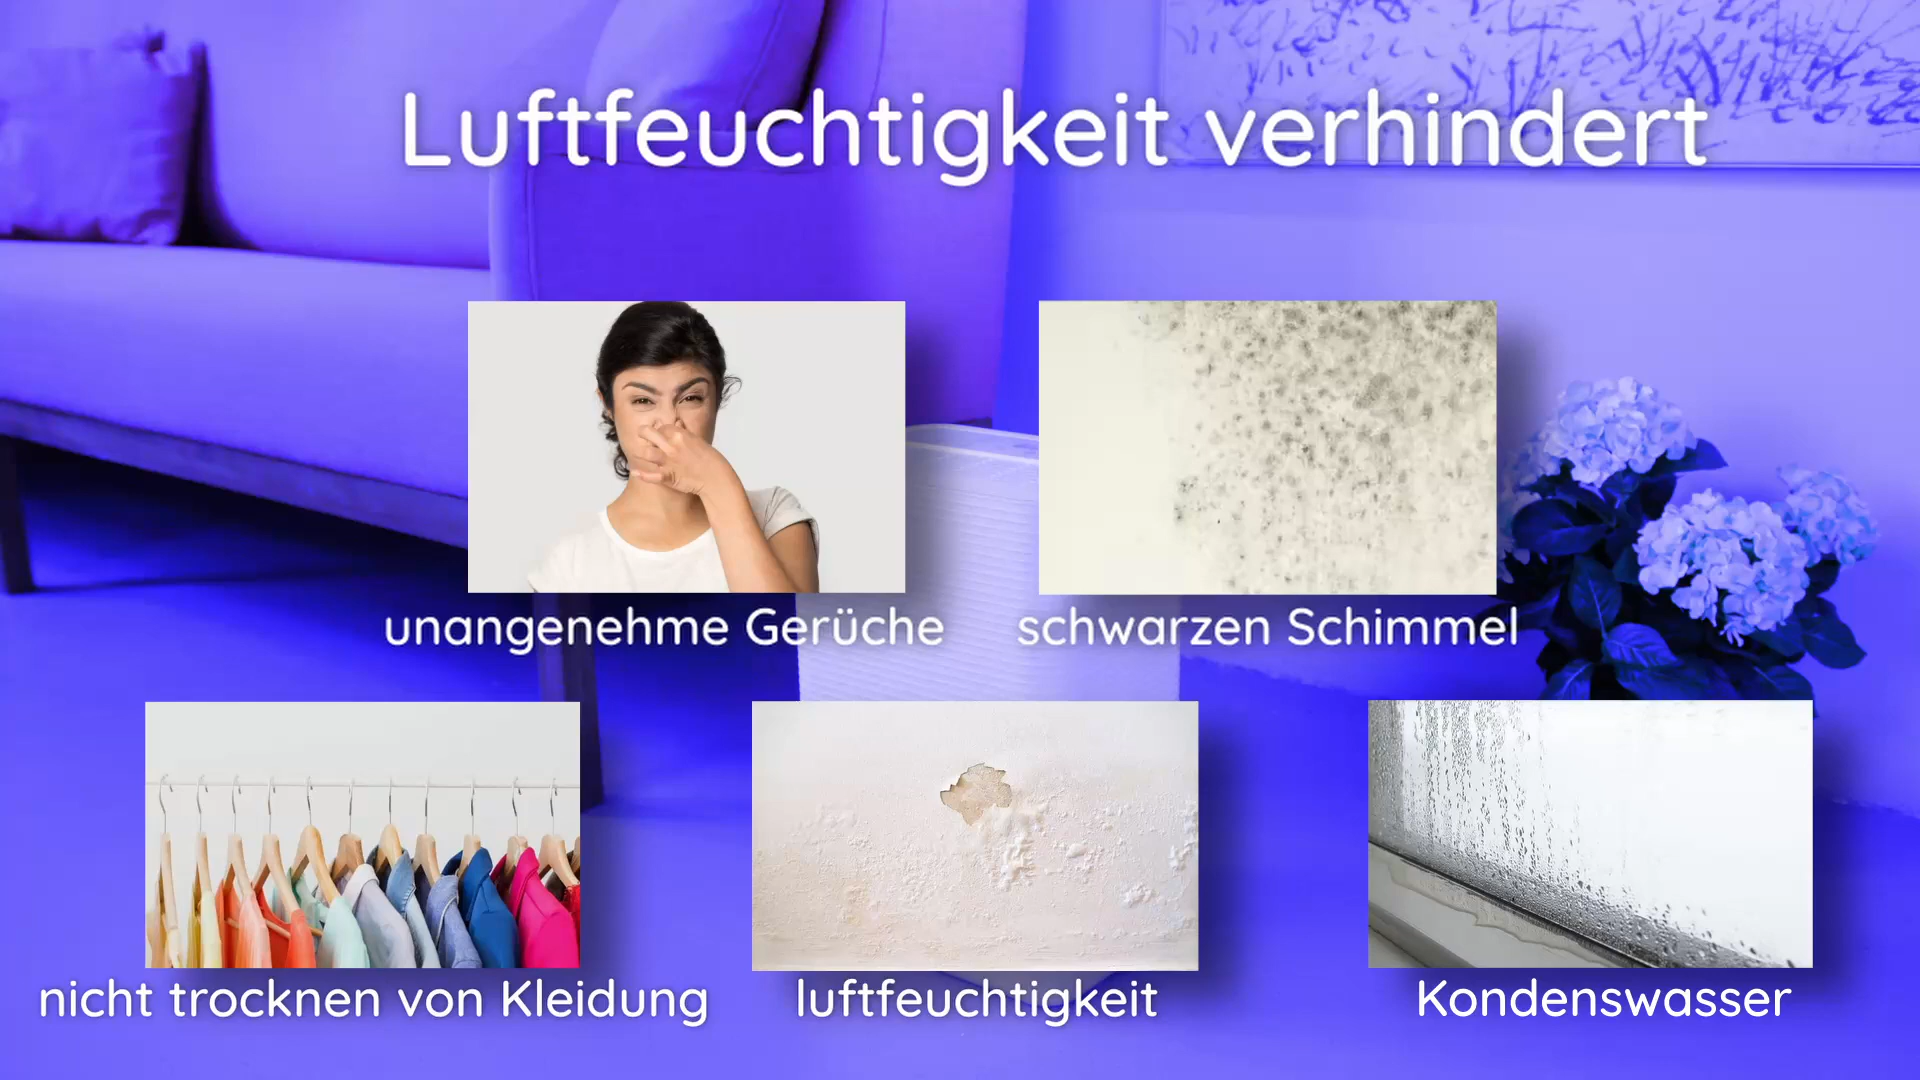 Luftfeuchtigkeit verhindert
unangenehme Gerüche
schwarzen Schimmel
nicht trocknen von Kleidung
luftfeuchtigkeit
Kondenswasser